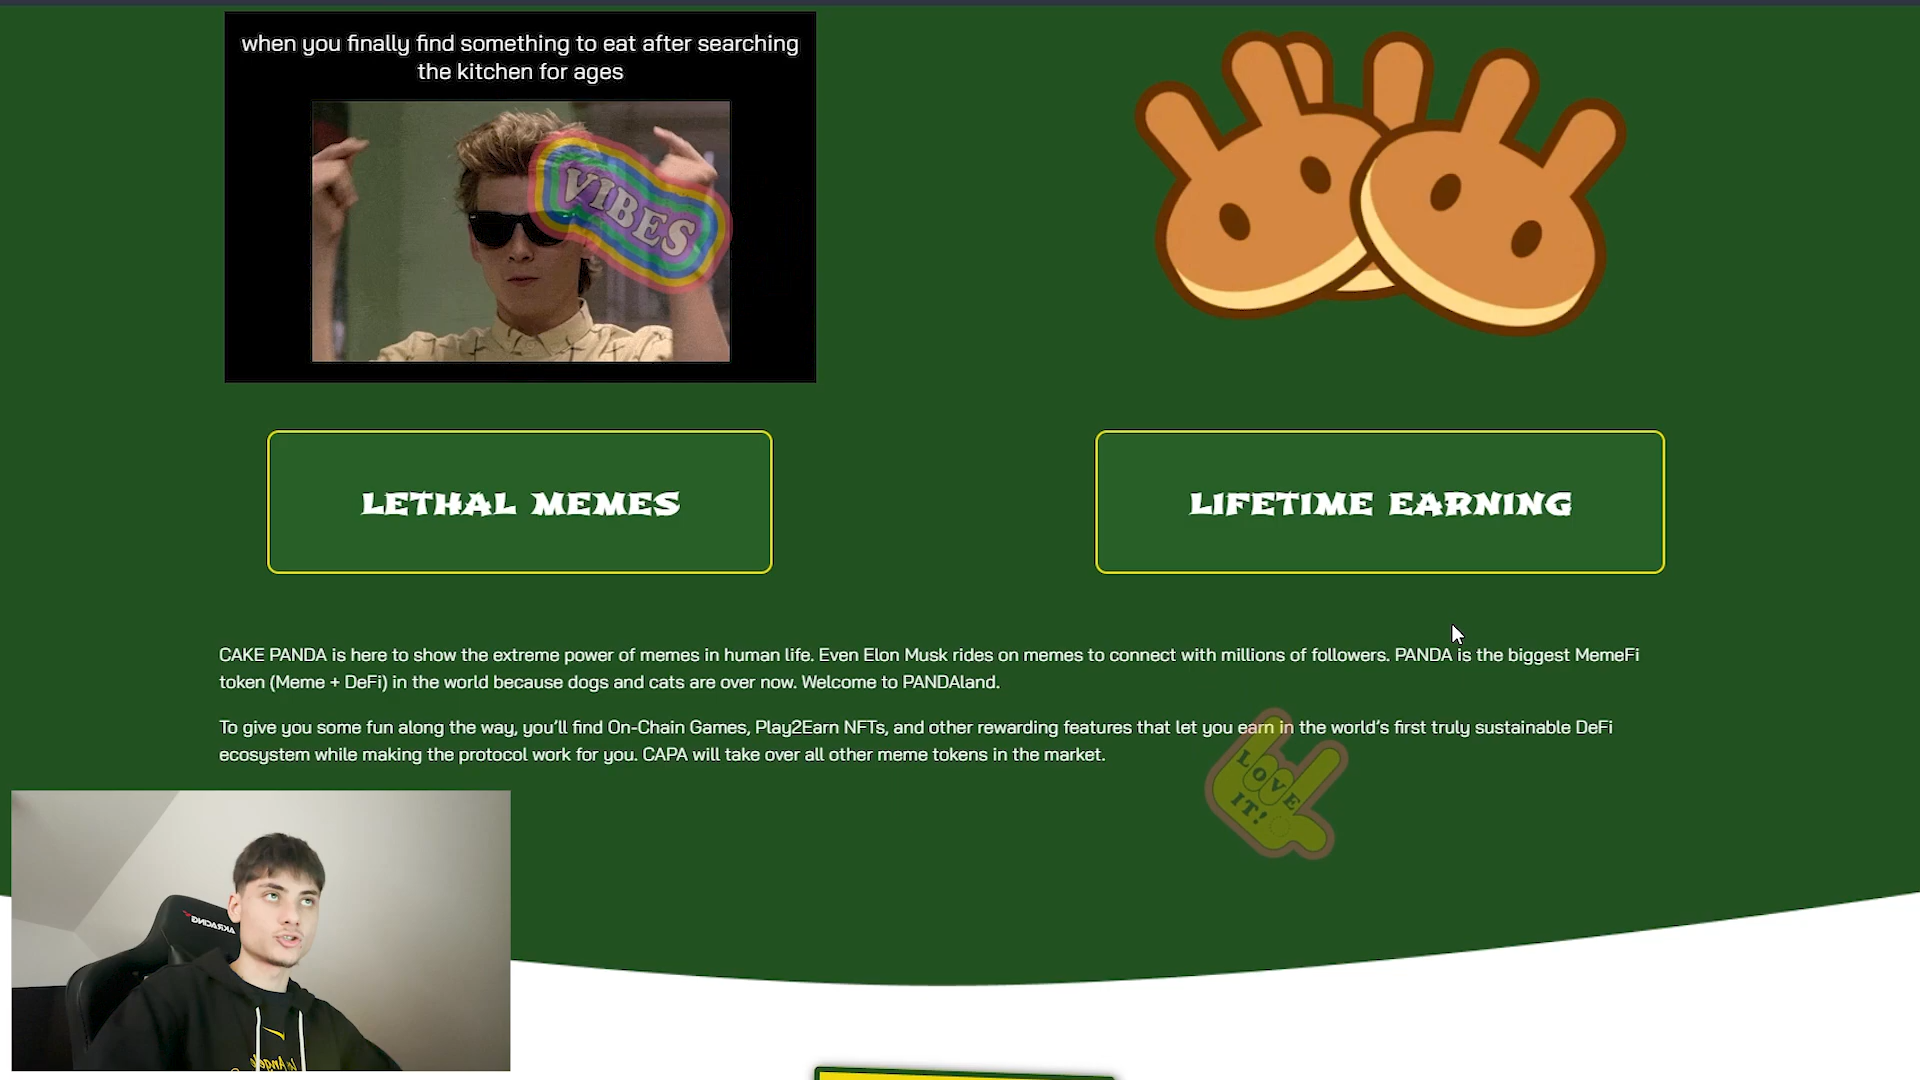 when you finally find something to eat after searching
the kitchen for ages
VIBES
LETHAL MEMES
LIFETIME EARNING
CAKE PANDA is here to show the extreme power of memes in human life. Even Elon Musk rides on memes to connect with millions of followers. PANDA is the biggest MemeFi
token (Meme + DeFi) in the world because dogs and cats are over now. Welcome to PANDAland.
To give you some fun along the way, you’ll find On-Chain Games, Play2Earn NFTs, and other rewarding features that let you earn in the world’s first truly sustainable DeFi
ecosystem while making the protocol work for you. CAPA will take over all other meme tokens in the market.
LOVE
IT!
AKRACING